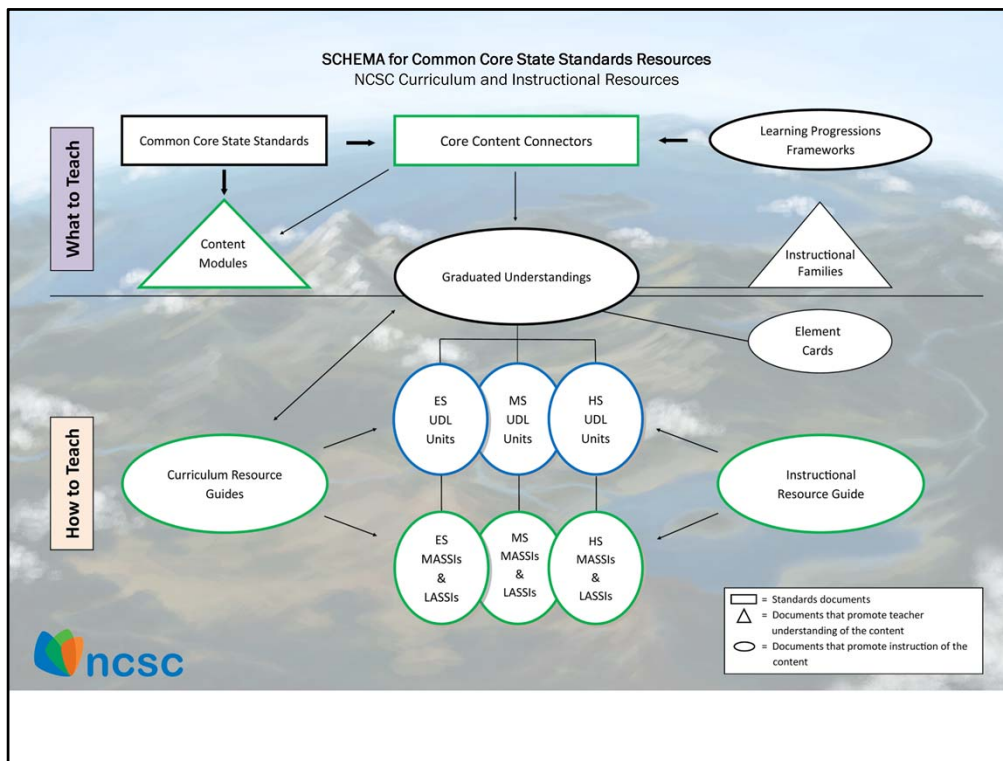 SCHEMA for Common Core State Standards Resources
NCSC Curriculum and Instructional Resources
What to Teach
Common Core State Standards
Core Content Connectors
Learning Progressions
Frameworks
Content
Modules
Graduated Understandings
Instructional
Families
Element
Cards
How to Teach
ES
UDL
Units
MS
UDL
Units
HS
UDL
Units
Curriculum Resource
Guides
Instructional
Resource Guide
ES
MASSIs
&
LASSIs
MS
MASSIs
&
LASSIs
HS
MASSIs
&
LASSIs
= Standards documents
= Documents that promote teacher
understanding of the content
= Documents that promote instruction of the
content
ncsc